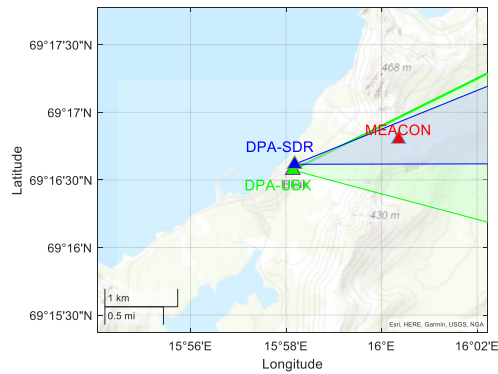 69°17'30"N
468 m
69°17'N
MEACON
DPA-SDR
Latitude
69°16'30"N
DPA-UBX
430 m
69°16'N
1 km
0.5 mi
69°15'30"N
Esri, HERE, Garmin, USGS, NGA
15°56'E
15°58'E
16°E
16°02'E
Longitude